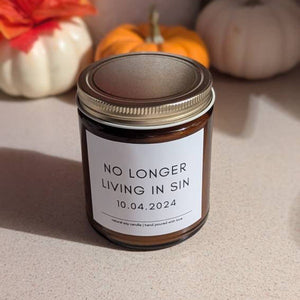 NO LONGER
LIVING IN SIN
10.04.2024
natural soy candle | hand poured with love